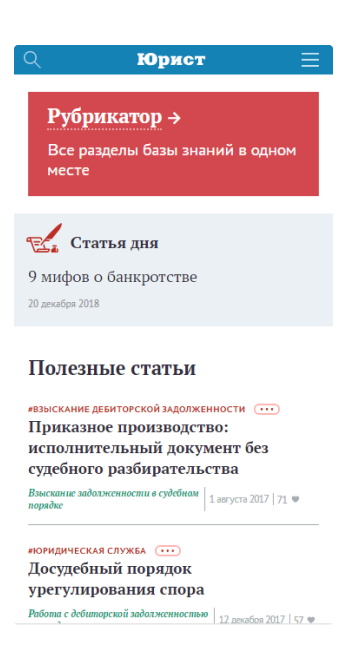 Юрист
Рубрикатор →
Все разделы базы знаний в одном
месте
Статья дня
9 мифов о банкротстве
20 декабря 2018
Полезные статьи
#ВЗЫСКАНИЕ ДЕБИТОРСКОЙ ЗАДОЛЖЕННОСТИ
Приказное производство:
исполнительный документ без
судебного разбирательства
Взыскание задолженности в судебном
порядке
1 августа 2017 | 71
#ЮРИДИЧЕСКАЯ СЛУЖБА
Досудебный порядок
урегулирования спора
Работа с дебиторской задолженностью
12 декабря 2017 | 57